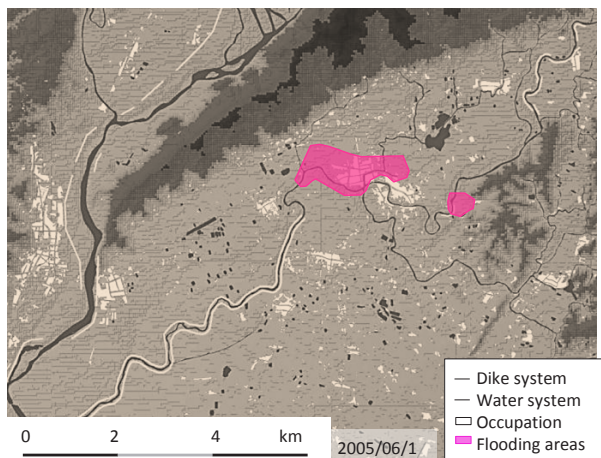 Dike system
Water system
Occupation
Flooding areas
0 2 4 km
2005/06/1